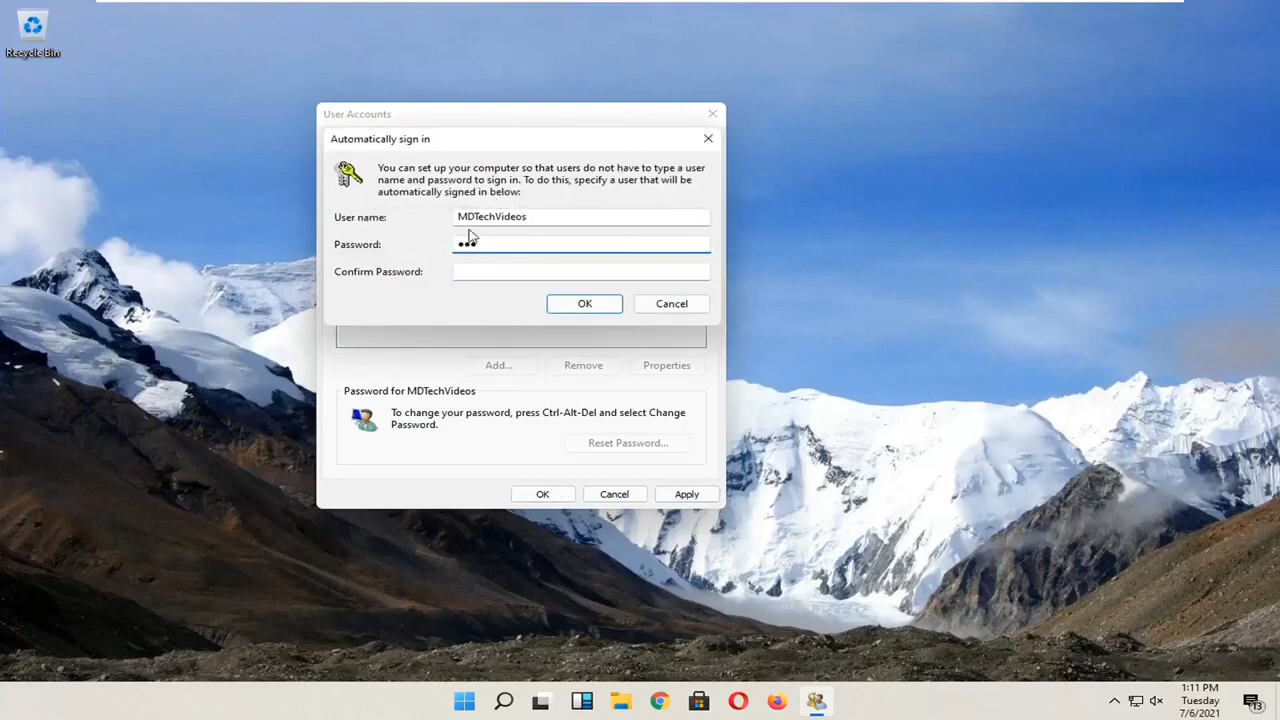 Recycle Bin
User Accounts
Automatically sign in
You can set up your computer so that users do not have to type a user
name and password to sign in. To do this, specify a user that will be
automatically signed in below:
User name: MDTechVideos
Password:
Confirm Password:
OK Cancel
Add... Remove Properties
Password for MDTechVideos
To change your password, press Ctrl-Alt-Del and select Change
Password.
Reset Password...
OK Cancel Apply
1:11 PM
Tuesday
7/6/2021
13